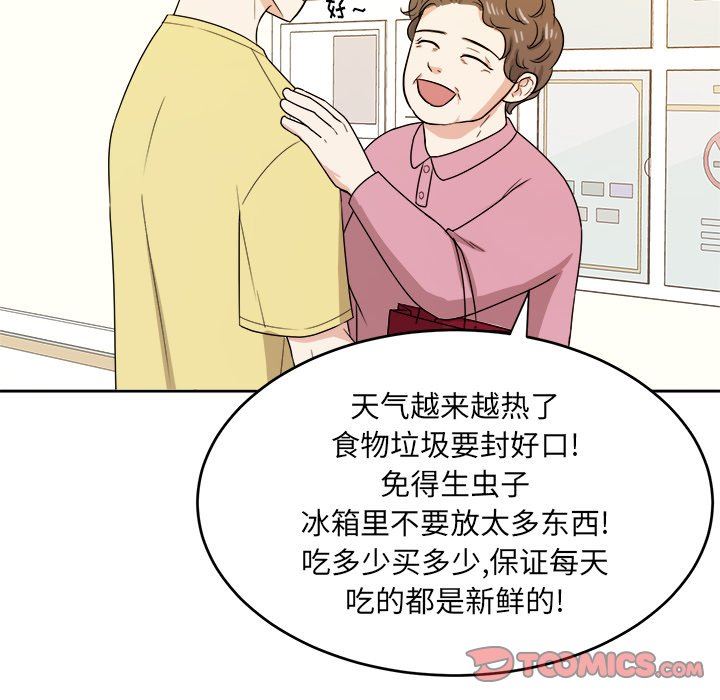 好~
天气越来越热了
食物垃圾要封好口!
免得生虫子
冰箱里不要放太多东西!
吃多少买多少,保证每天
吃的都是新鲜的!
TCOMICS.com